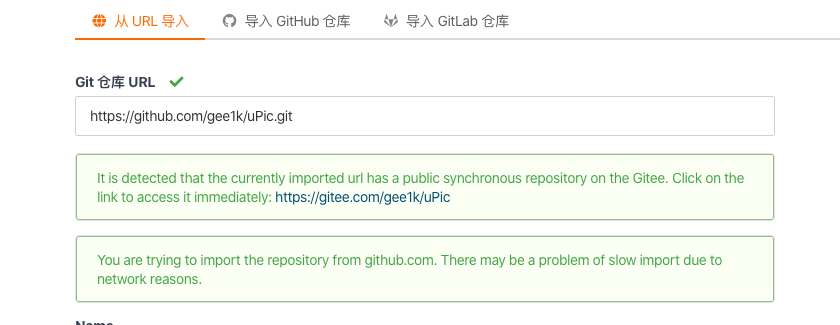 从 URL 导入 导入 GitHub 仓库 导入 GitLab 仓库
Git 仓库 URL
https://github.com/gee1k/uPic.git
It is detected that the currently imported url has a public synchronous repository on the Gitee. Click on the
link to access it immediately: https://gitee.com/gee1k/uPic
You are trying to import the repository from github.com. There may be a problem of slow import due to
network reasons.
Name